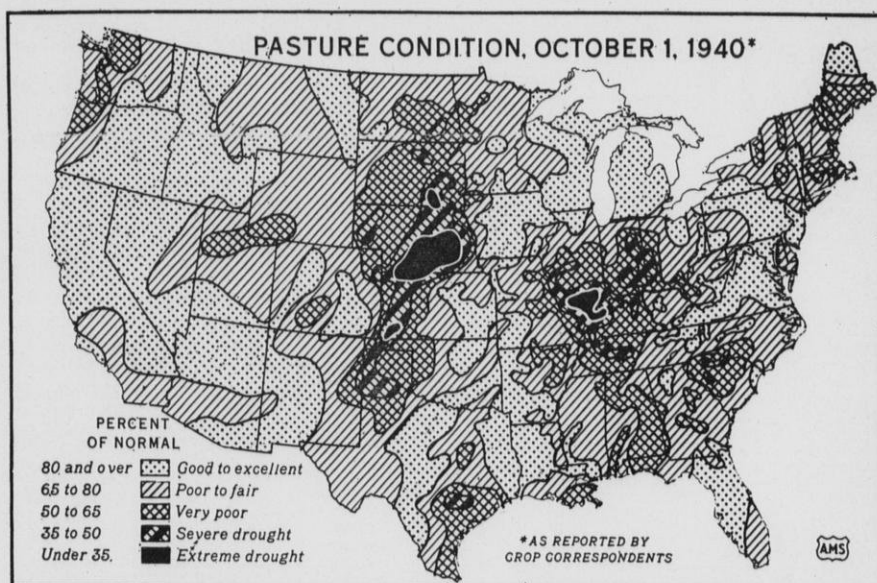 PASTURE CONDITION, OCTOBER 1, 1940*
PERCENT
OF NORMAL
80 and over Good to excellent
65 to 80 Poor to fair
50 to 65 Very poor
35 to 50 Severe drought
Under 35. Extreme drought
*AS REPORTED BY
CROP CORRESPONDENTS
AMS